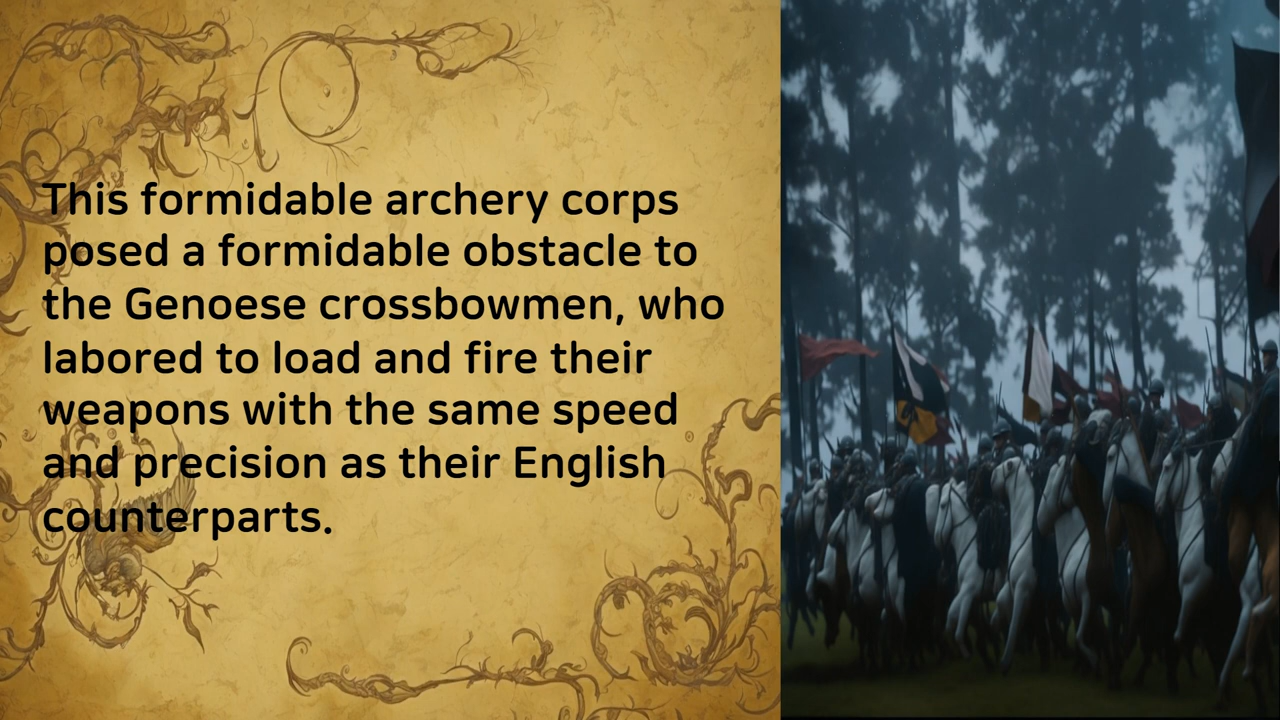 This formidable archery corps
posed a formidable obstacle to
the Genoese crossbowmen, who
labored to load and fire their
weapons with the same speed
and precision as their English
counterparts.